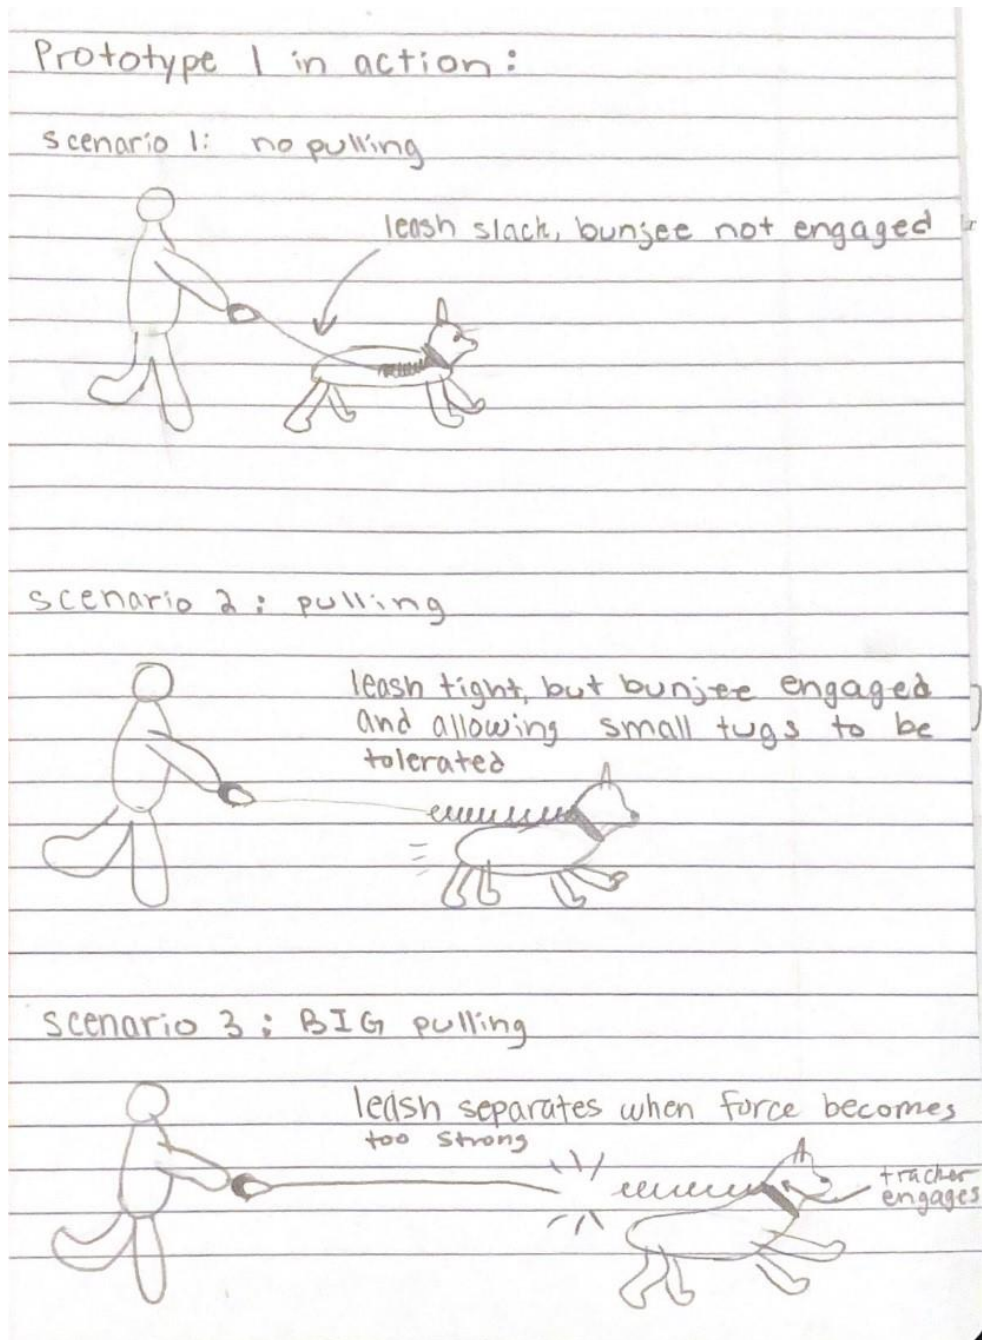 Prototype 1 in action:
scenario 1: no pulling
leash slack, bunjee not engaged
scenario 2: pulling
leash tight, but bunjee engaged
and allowing small tugs to be
tolerated
scenario 3: BIG pulling
leash separates when force becomes
too strong
tracker
engages